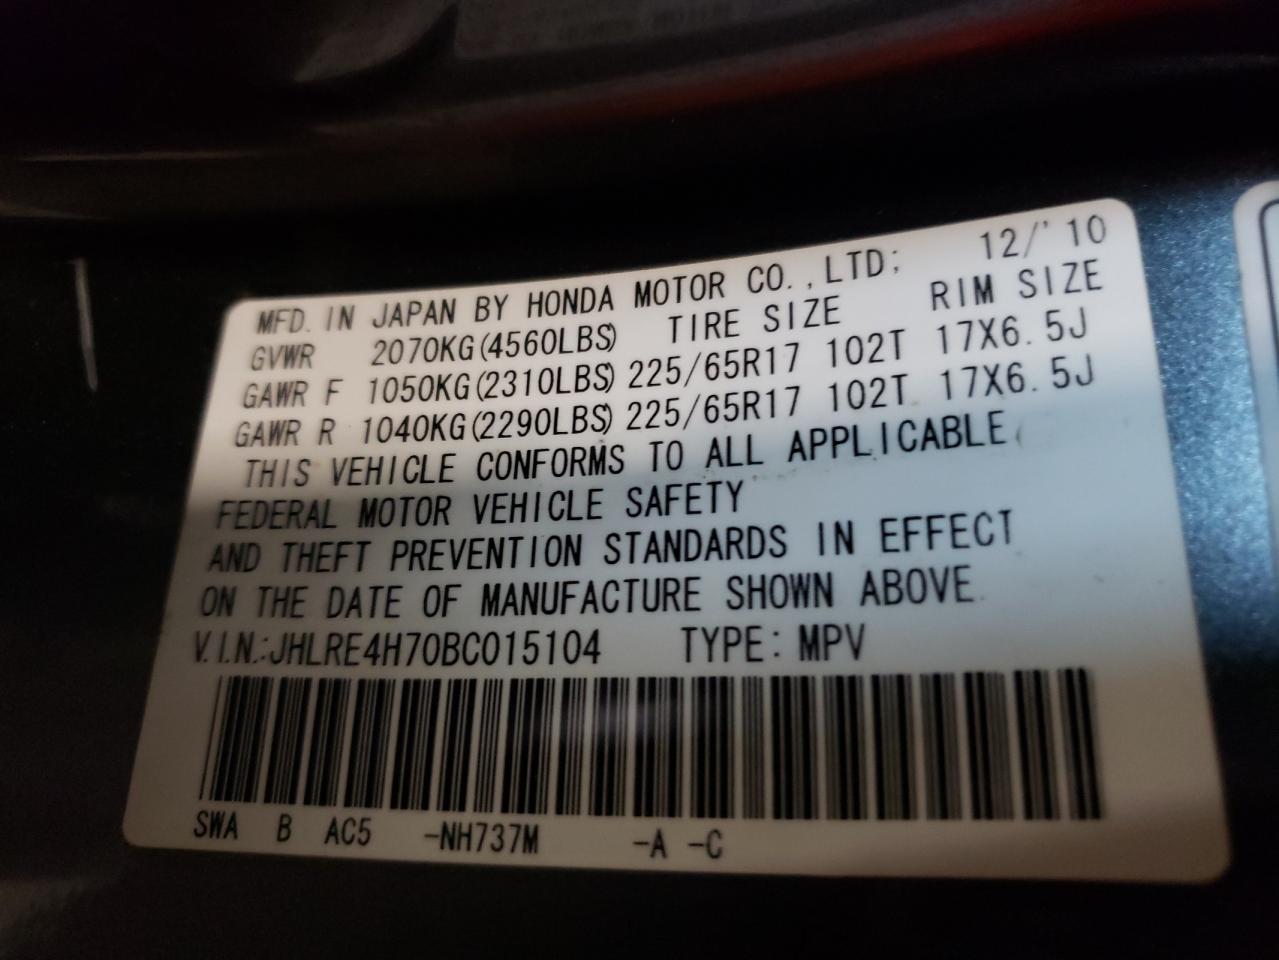 MFD. IN JAPAN BY HONDA MOTOR CO., LTD; 12/'10
GVWR 2070KG(4560LBS) TIRE SIZE RIM SIZE
GAWR F 1050KG(2310LBS) 225/65R17 102T 17X6.5J
GAWR R 1040KG(2290LBS) 225/65R17 102T 17X6.5J
THIS VEHICLE CONFORMS TO ALL APPLICABLE
FEDERAL MOTOR VEHICLE SAFETY
AND THEFT PREVENTION STANDARDS IN EFFECT
ON THE DATE OF MANUFACTURE SHOWN ABOVE.
V.I.N.:JHLRE4H70BC015104 TYPE: MPV
SWA B AC5 -NH737M -A -C